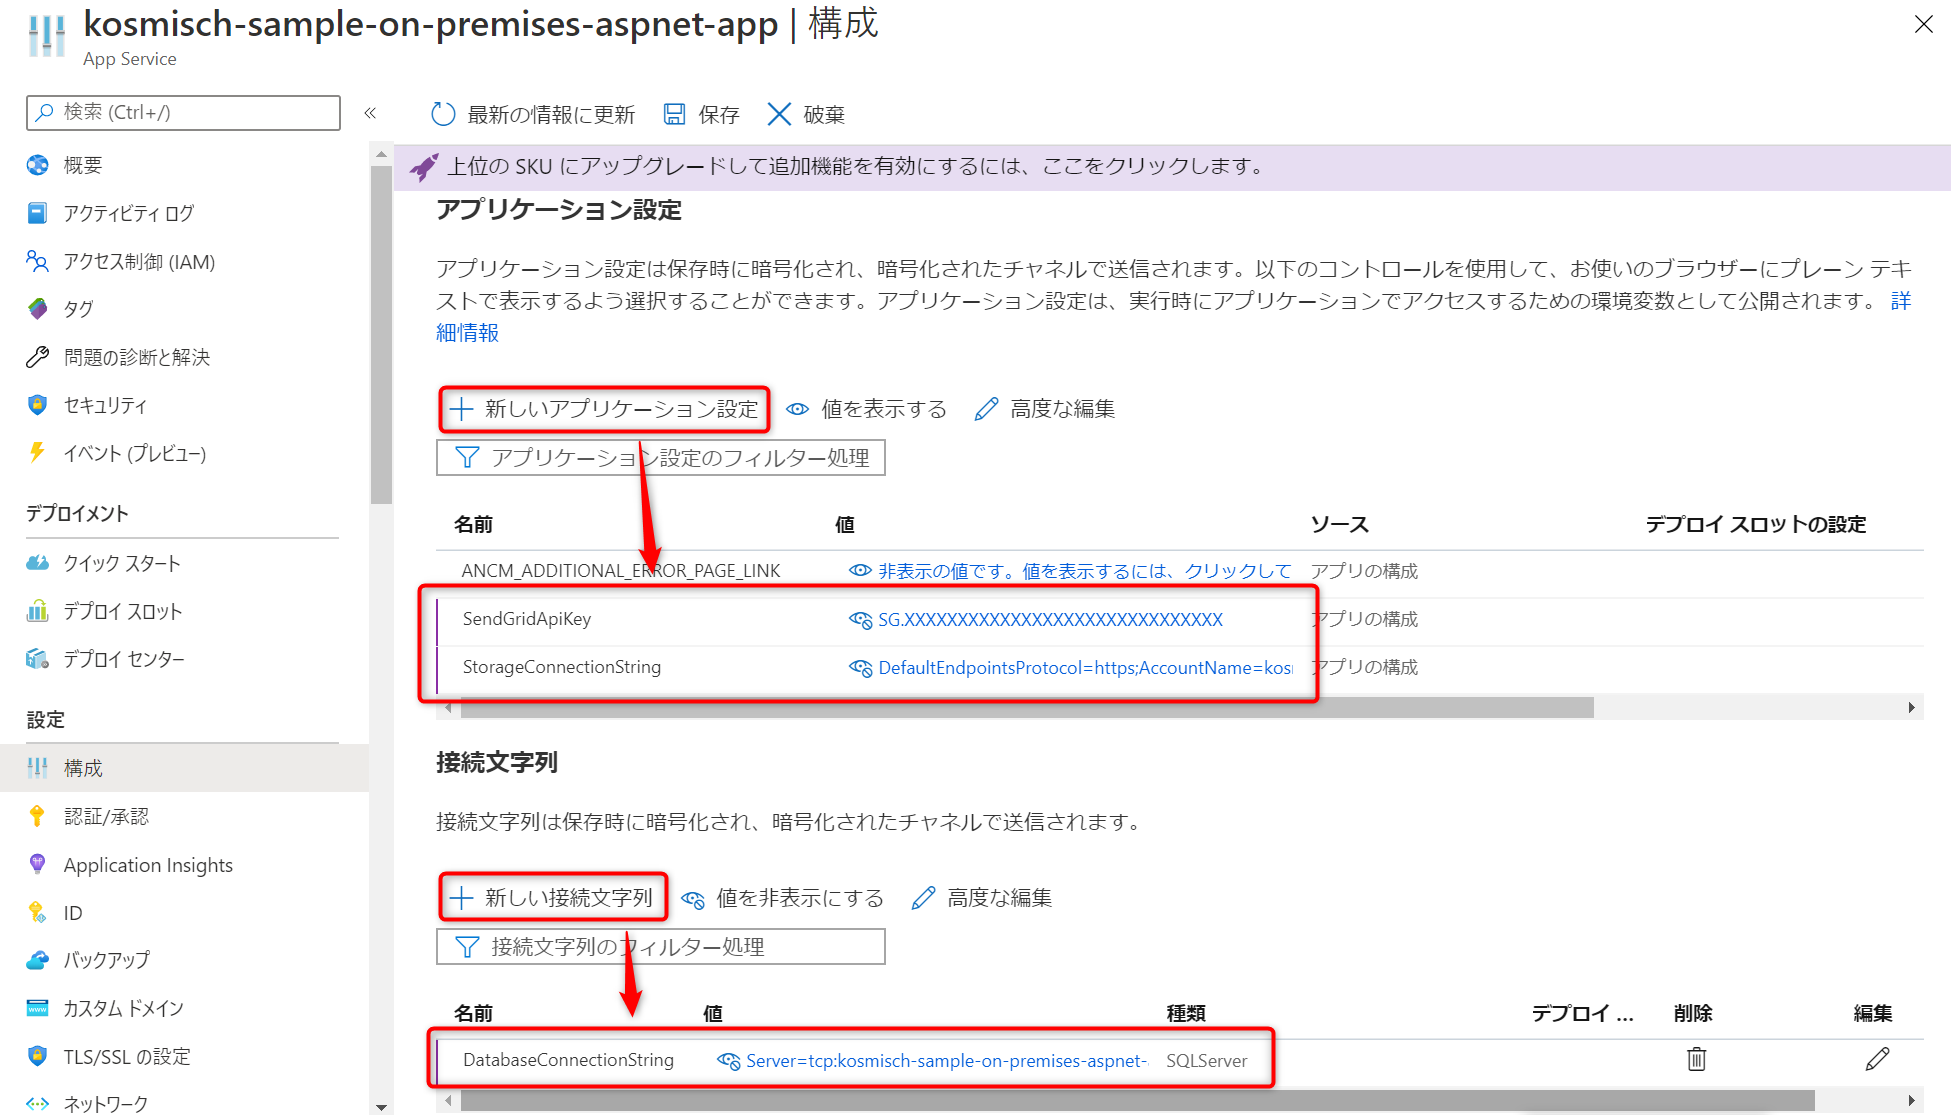 kosmisch-sample-on-premises-aspnet-app | 構成
App Service
検索 (Ctrl+/)
«
最新の情報に更新
保存
破棄
概要
アクティビティ ログ
アクセス制御 (IAM)
タグ
問題の診断と解決
セキュリティ
イベント (プレビュー)
デプロイメント
クイック スタート
デプロイ スロット
デプロイ センター
設定
構成
認証/承認
Application Insights
ID
バックアップ
カスタム ドメイン
TLS/SSL の設定
ネットワーク
上位の SKU にアップグレードして追加機能を有効にするには、ここをクリックします。
アプリケーション設定
アプリケーション設定は保存時に暗号化され、暗号化されたチャネルで送信されます。以下のコントロールを使用して、お使いのブラウザーにプレーン テキ
ストで表示するよう選択することができます。アプリケーション設定は、実行時にアプリケーションでアクセスするための環境変数として公開されます。 詳
細情報
新しいアプリケーション設定
値を表示する
高度な編集
アプリケーション設定のフィルター処理
名前 値 ソース デプロイ スロットの設定
ANCM_ADDITIONAL_ERROR_PAGE_LINK 非表示の値です。値を表示するには、クリックして アプリの構成
SendGridApiKey SG.XXXXXXXXXXXXXXXXXXXXXXXXXXXXXX アプリの構成
StorageConnectionString DefaultEndpointsProtocol=https;AccountName=kos アプリの構成
接続文字列
接続文字列は保存時に暗号化され、暗号化されたチャネルで送信されます。
新しい接続文字列
値を非表示にする
高度な編集
接続文字列のフィルター処理
名前 値 種類 デプロイ ... 削除 編集
DatabaseConnectionString Server=tcp:kosmisch-sample-on-premises-aspnet- SQLServer